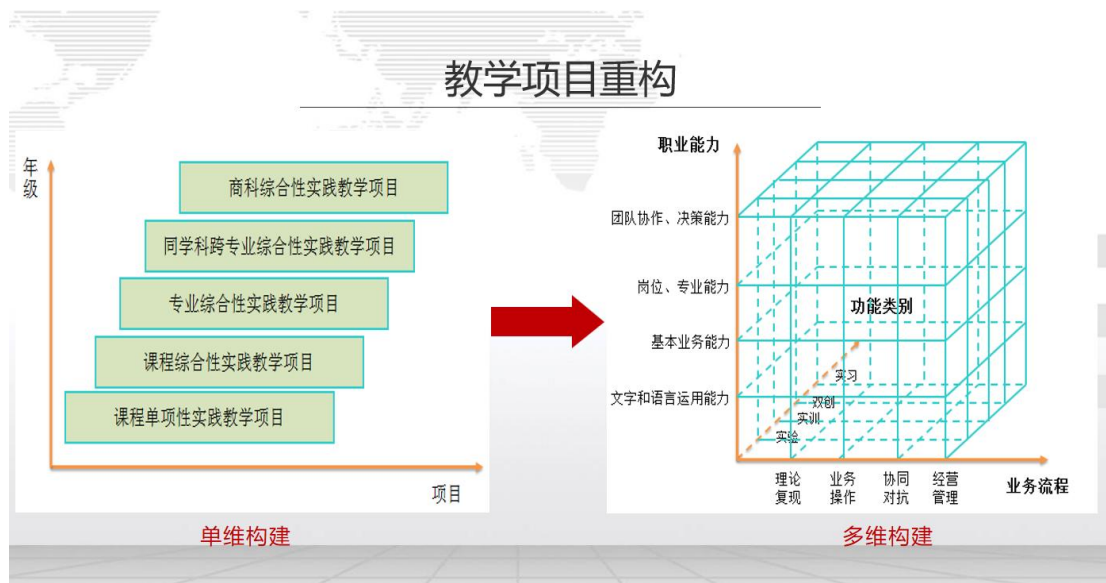 教学项目重构
年
级
商科综合性实践教学项目
同学科跨专业综合性实践教学项目
专业综合性实践教学项目
课程综合性实践教学项目
课程单项性实践教学项目
项目
单维构建
职业能力
团队协作、决策能力
岗位、专业能力
基本业务能力
文字和语言运用能力
功能类别
实习
双创
实训
实验
理论 业务 协同 经营
复现 操作 对抗 管理
业务流程
多维构建